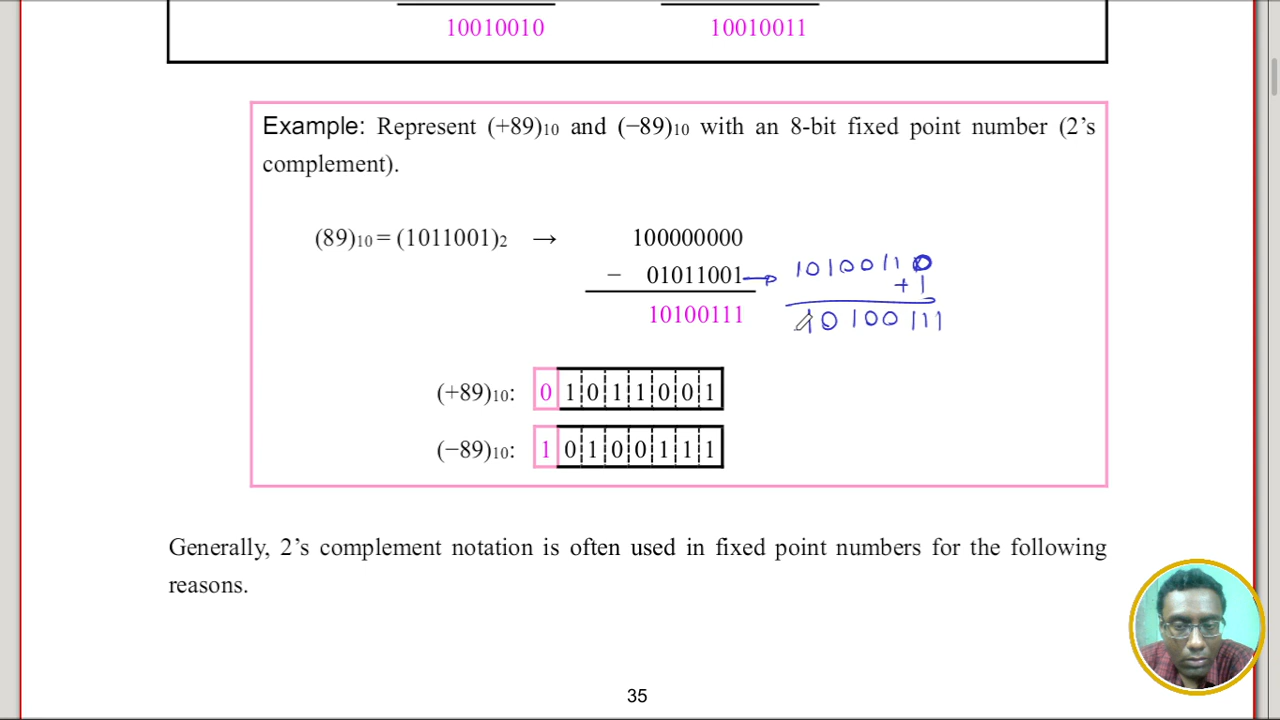 10010010 10010011
Example: Represent (+89)10 and (−89)10 with an 8-bit fixed point number (2's
complement).
(89)10 = (1011001)2 → 100000000
− 01011001 → 10100110
+1
10100111 10100111
(+89)10: 0 1 0 1 1 0 0 1
(−89)10: 1 0 1 0 0 1 1 1
Generally, 2's complement notation is often used in fixed point numbers for the following
reasons.
35